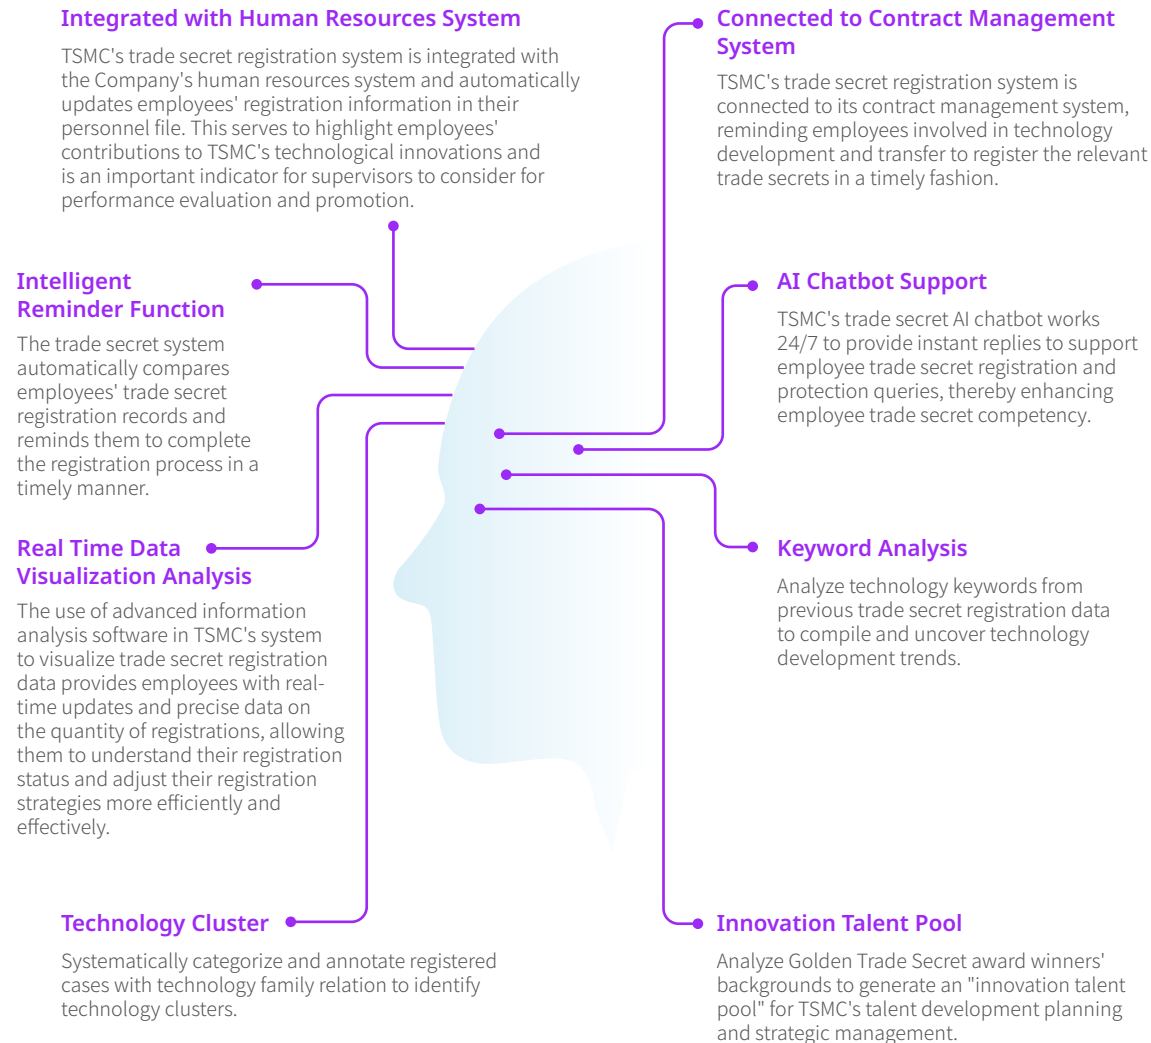 Integrated with Human Resources System
TSMC's trade secret registration system is integrated with
the Company's human resources system and automatically
updates employees' registration information in their
personnel file. This serves to highlight employees'
contributions to TSMC's technological innovations and
is an important indicator for supervisors to consider for
performance evaluation and promotion.
Connected to Contract Management
System
TSMC's trade secret registration system is
connected to its contract management system,
reminding employees involved in technology
development and transfer to register the relevant
trade secrets in a timely fashion.
Intelligent
Reminder Function
The trade secret system
automatically compares
employees' trade secret
registration records and
reminds them to complete
the registration process in a
timely manner.
AI Chatbot Support
TSMC's trade secret AI chatbot works
24/7 to provide instant replies to support
employee trade secret registration and
protection queries, thereby enhancing
employee trade secret competency.
Real Time Data
Visualization Analysis
The use of advanced information
analysis software in TSMC's system
to visualize trade secret registration
data provides employees with real-
time updates and precise data on
the quantity of registrations, allowing
them to understand their registration
status and adjust their registration
strategies more efficiently and
effectively.
Keyword Analysis
Analyze technology keywords from
previous trade secret registration data
to compile and uncover technology
development trends.
Technology Cluster
Systematically categorize and annotate registered
cases with technology family relation to identify
technology clusters.
Innovation Talent Pool
Analyze Golden Trade Secret award winners'
backgrounds to generate an "innovation talent
pool" for TSMC's talent development planning
and strategic management.